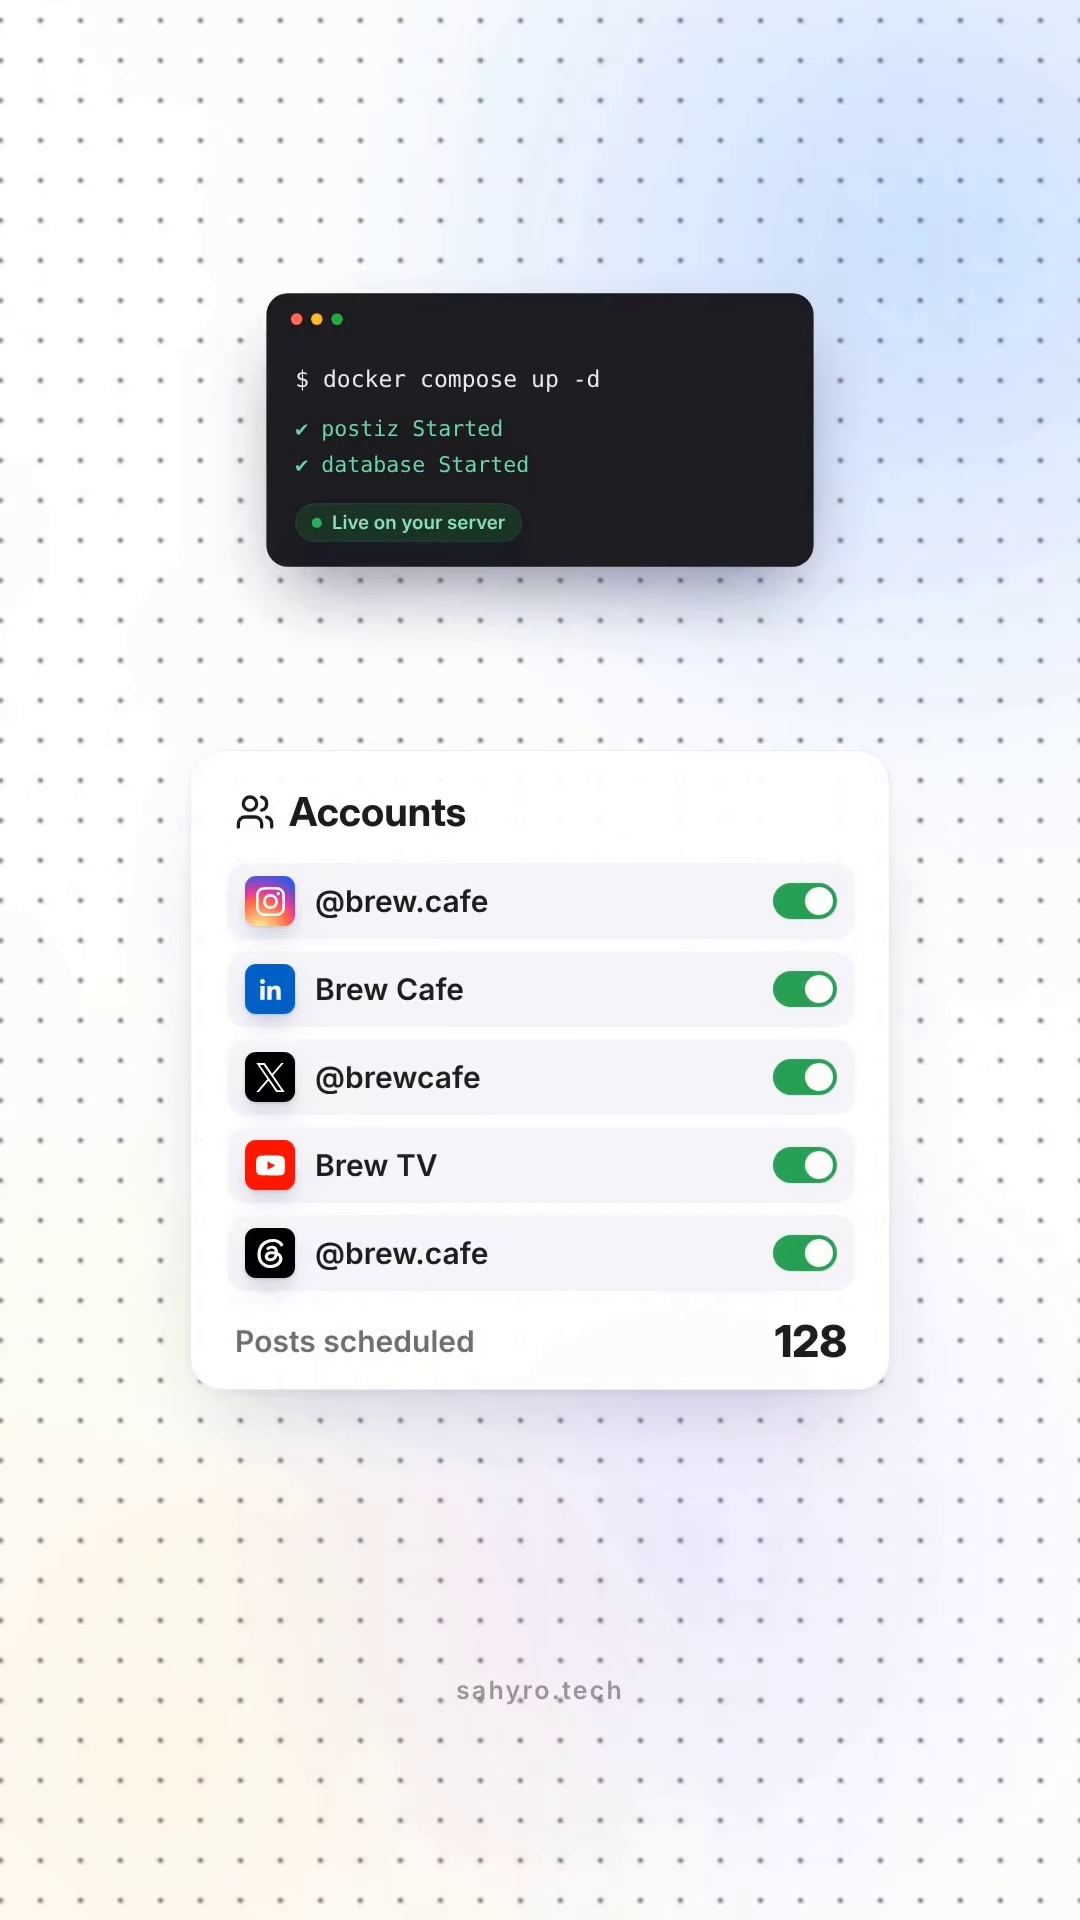 $ docker compose up -d
✔ postiz Started
✔ database Started
Live on your server
Accounts
@brew.cafe
in Brew Cafe
@brewcafe
Brew TV
@brew.cafe
Posts scheduled 128
sahyro.tech